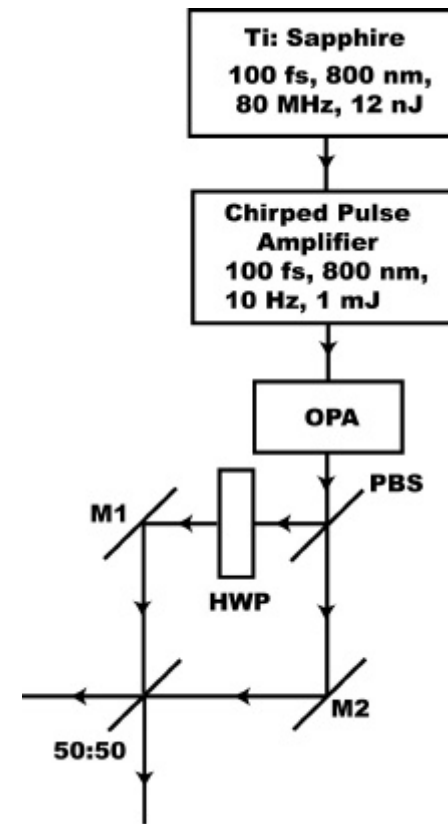 Ti: Sapphire
100 fs, 800 nm,
80 MHz, 12 nJ
Chirped Pulse
Amplifier
100 fs, 800 nm,
10 Hz, 1 mJ
OPA
PBS
M1
HWP
M2
50:50